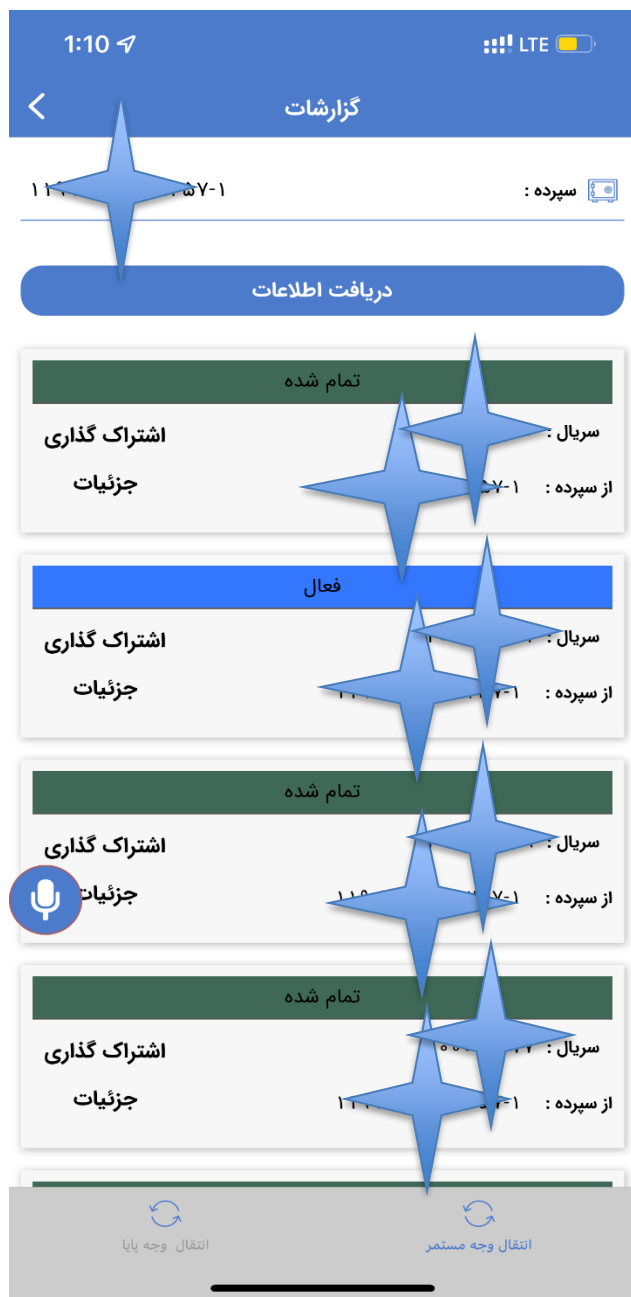 1:10 LTE
گزارشات
سپرده :
دریافت اطلاعات
تمام شده
سریال : اشتراک گذاری
از سپرده : جزئیات
فعال
سریال : اشتراک گذاری
از سپرده : جزئیات
تمام شده
سریال : اشتراک گذاری
از سپرده : جزئیات
تمام شده
سریال : اشتراک گذاری
از سپرده : جزئیات
انتقال وجه مستمر
انتقال وجه پایا